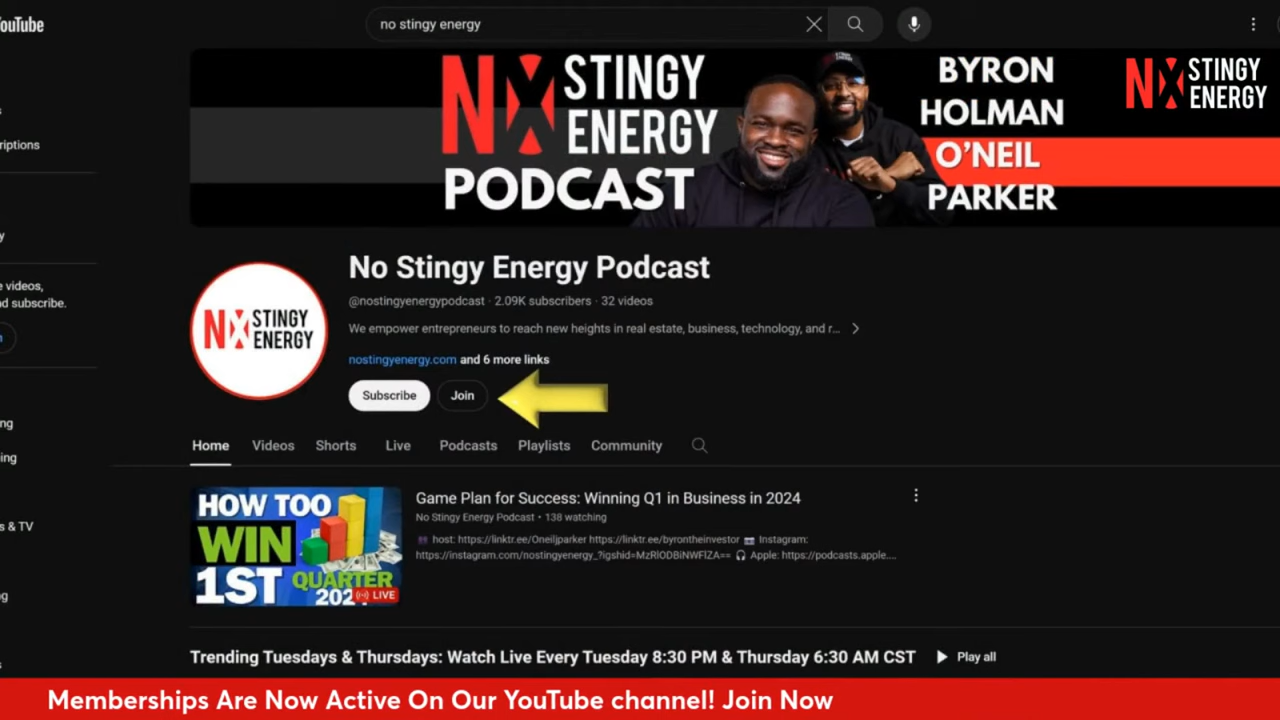 YouTube
no stingy energy
NX STINGY
ENERGY
PODCAST
BYRON
HOLMAN
O'NEIL
PARKER
NX STINGY
ENERGY
riptions
y
e videos,
nd subscribe.
n
ng
ing
s & TV
g
s
NX STINGY
ENERGY
No Stingy Energy Podcast
@nostingyenergypodcast · 2.09K subscribers · 32 videos
We empower entrepreneurs to reach new heights in real estate, business, technology, and r...
nostingyenergy.com and 6 more links
Subscribe Join
Home Videos Shorts Live Podcasts Playlists Community
HOW TOO
WIN
1ST QUARTER
202
LIVE
Game Plan for Success: Winning Q1 in Business in 2024
No Stingy Energy Podcast • 138 watching
host: https://linktr.ee/Oneiljparker https://linktr.ee/byrontheinvestor Instagram:
https://instagram.com/nostingyenergy_?igshid=MzRlODBiNWFlZA== Apple: https://podcasts.apple....
Trending Tuesdays & Thursdays: Watch Live Every Tuesday 8:30 PM & Thursday 6:30 AM CST Play all
Memberships Are Now Active On Our YouTube channel! Join Now